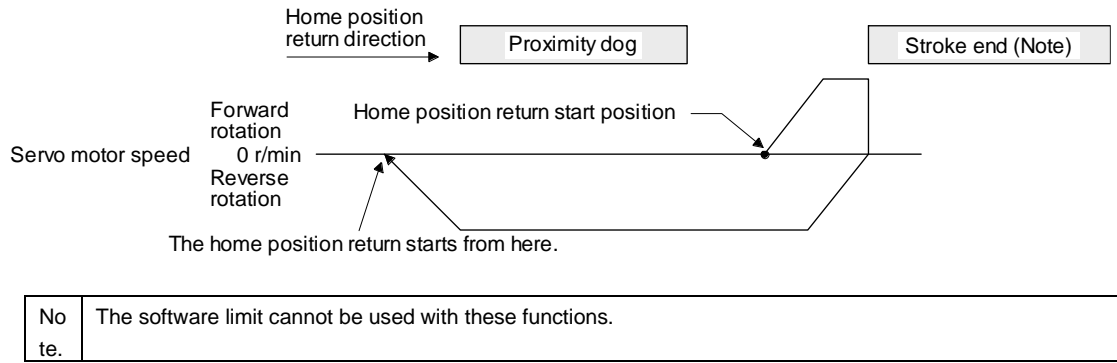 Home position
return direction
Proximity dog
Stroke end (Note)
Forward
rotation
Home position return start position
Servo motor speed
0 r/min
Reverse
rotation
The home position return starts from here.
No
te.
The software limit cannot be used with these functions.